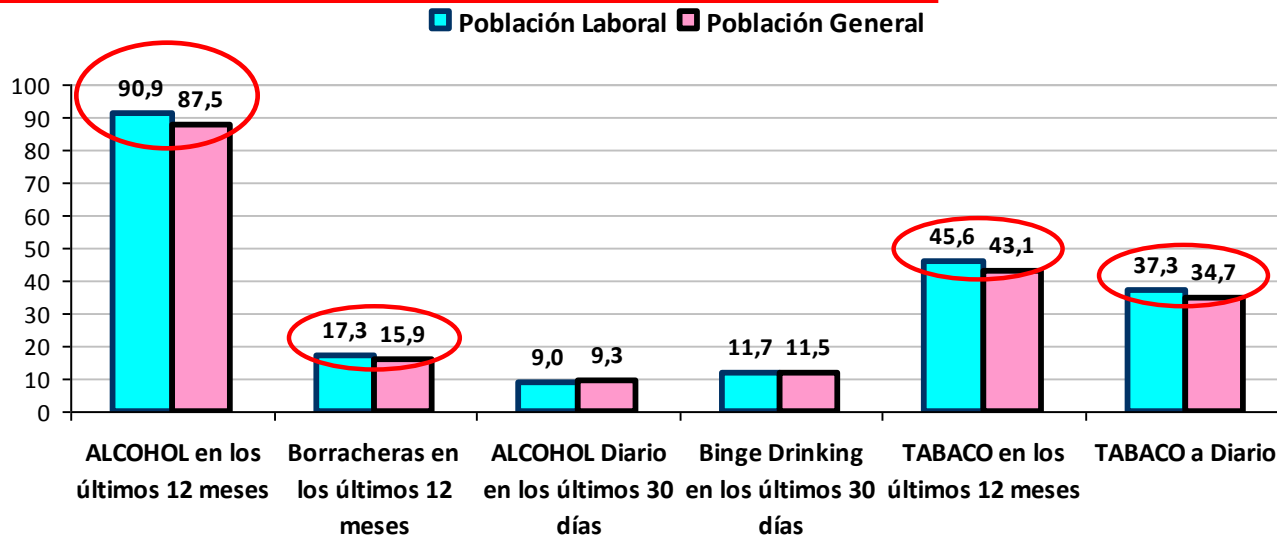 Población Laboral Población General
100
90
80
70
60
50
40
30
20
10
0
90,9 87,5
17,3 15,9
9,0 9,3
11,7 11,5
45,6 43,1
37,3 34,7
ALCOHOL en los
últimos 12 meses
Borracheras en
los últimos 12
meses
ALCOHOL Diario
en los últimos 30
días
Binge Drinking
en los últimos 30
días
TABACO en los
últimos 12 meses
TABACO a Diario